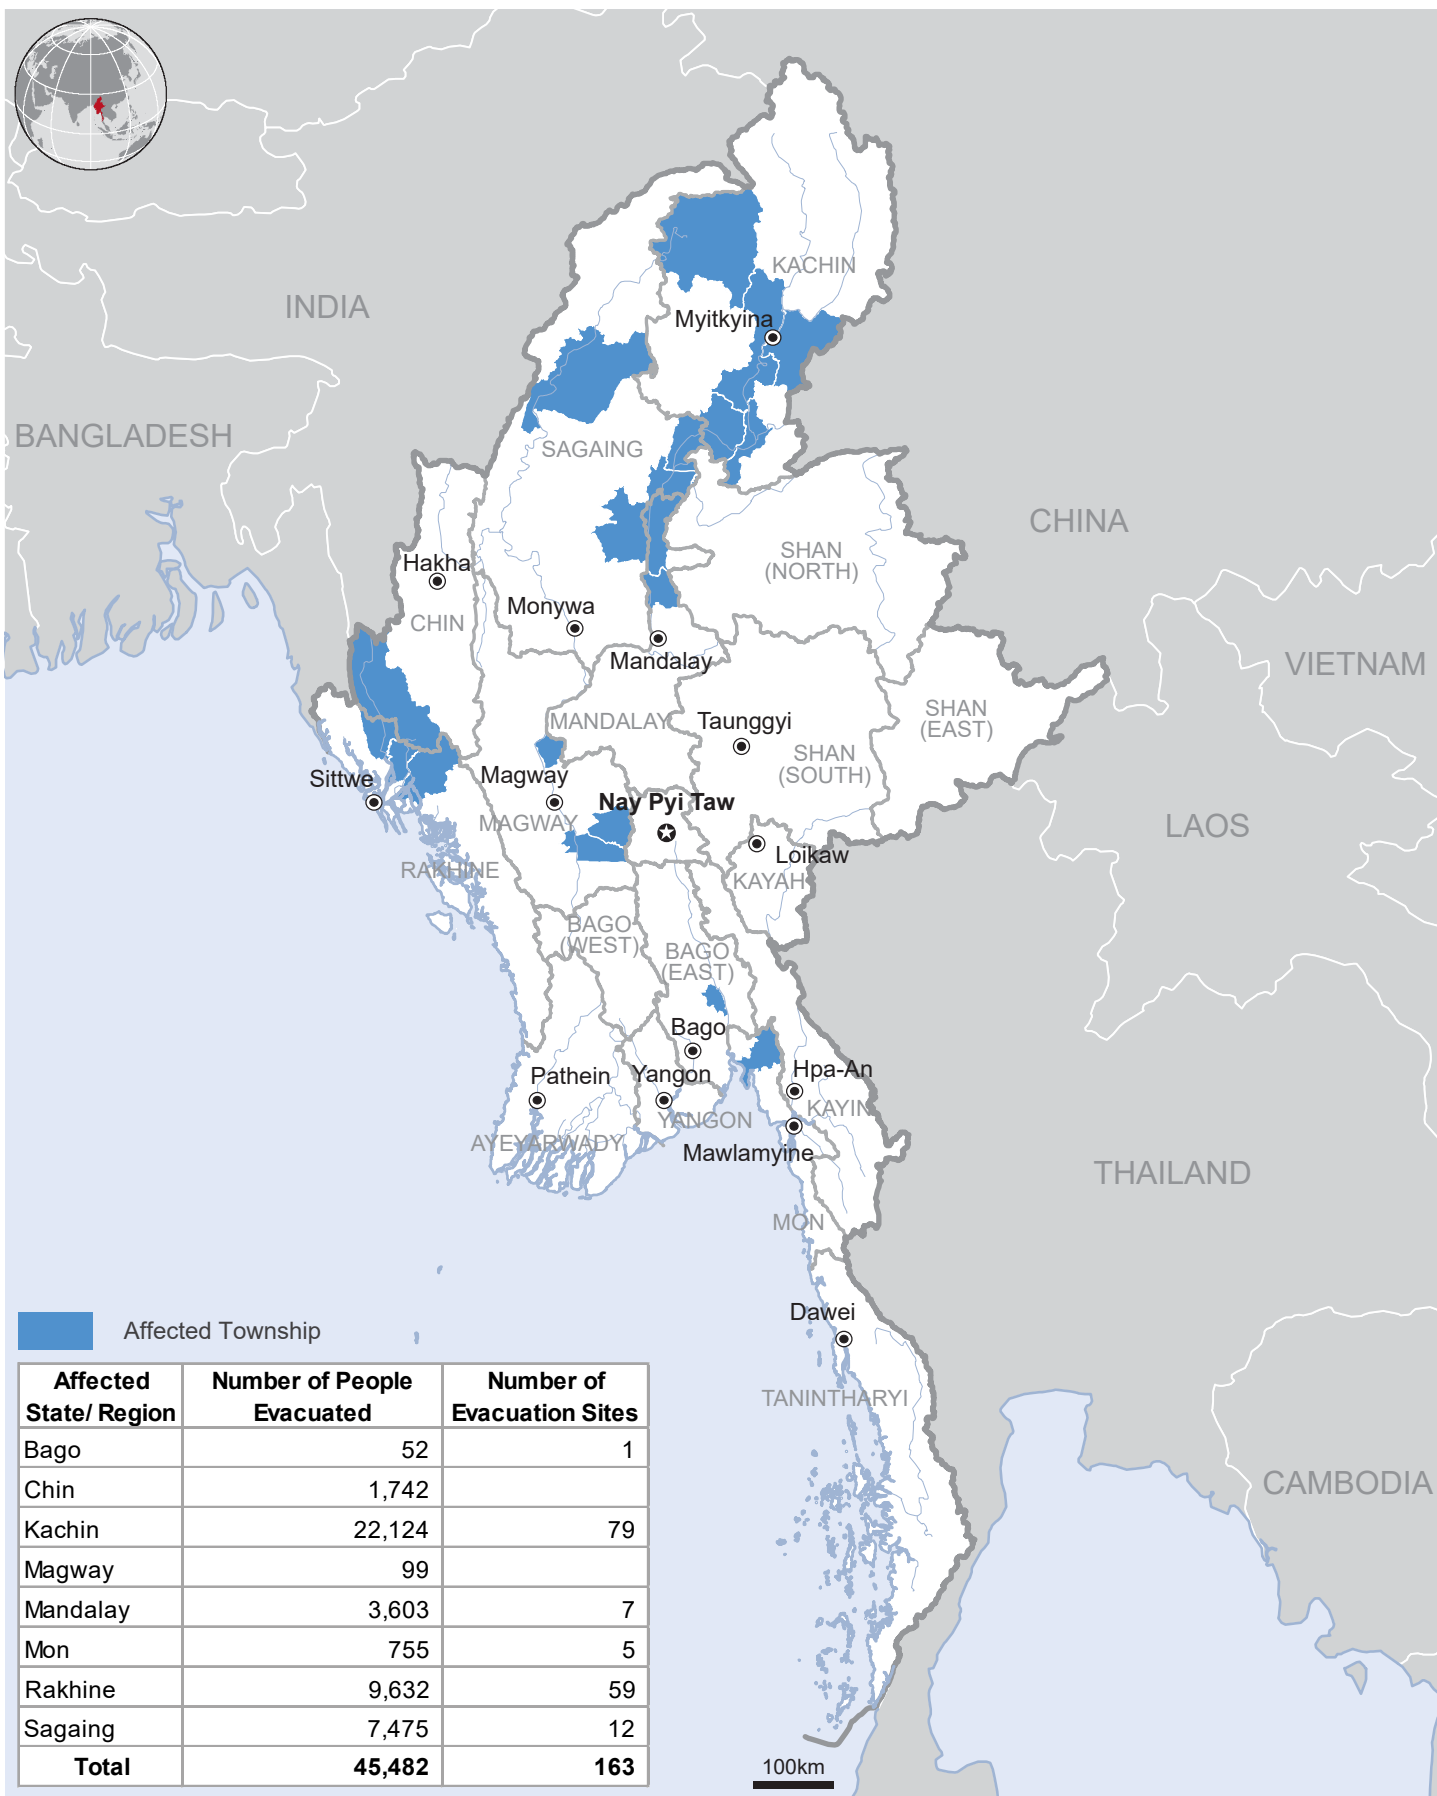 KACHIN
INDIA
Myitkyina
BANGLADESH
SAGAING
CHINA
SHAN
(NORTH)
Hakha
CHIN
Monywa
Mandalay
VIETNAM
MANDALAY
Taunggyi
SHAN
(EAST)
SHAN
(SOUTH)
Sittwe
Magway
Nay Pyi Taw
MAGWAY
LAOS
Loikaw
RAKHINE
KAYAH
BAGO
(WEST)
BAGO
(EAST)
Bago
Pathein
Yangon
Hpa-An
KAYIN
YANGON
AYEYARWADY
Mawlamyine
THAILAND
MON
Dawei
TANINTHARYI
CAMBODIA
Affected Township
Affected State/ Region Number of People Evacuated Number of Evacuation Sites
Bago 52 1
Chin 1,742
Kachin 22,124 79
Magway 99
Mandalay 3,603 7
Mon 755 5
Rakhine 9,632 59
Sagaing 7,475 12
Total 45,482 163
100km